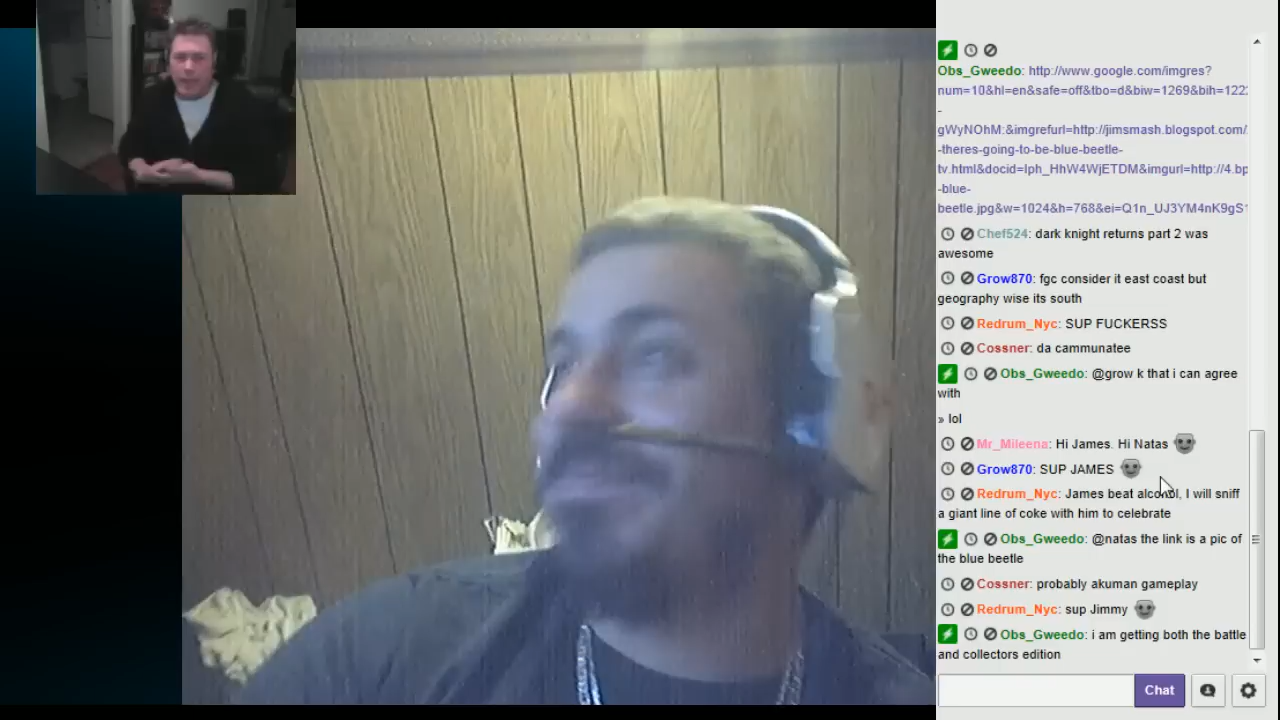 Obs_Gweedo: http://www.google.com/imgres?
num=10&hl=en&safe=off&tbo=d&biw=1269&bih=122
-
gWyNOhM:&imgrefurl=http://jimsmash.blogspot.com/
-theres-going-to-be-blue-beetle-
tv.html&docid=lph_HhW4WjETDM&imgurl=http://4.bp
-blue-
beetle.jpg&w=1024&h=768&ei=Q1n_UJ3YM4nK9gS
Chef524: dark knight returns part 2 was
awesome
Grow870: fgc consider it east coast but
geography wise its south
Redrum_Nyc: SUP FUCKERSS
Cossner: da cammunatee
Obs_Gweedo: @grow k that i can agree
with
» lol
Mr_Mileena: Hi James. Hi Natas
Grow870: SUP JAMES
Redrum_Nyc: James beat alcohol, I will sniff
a giant line of coke with him to celebrate
Obs_Gweedo: @natas the link is a pic of
the blue beetle
Cossner: probably akuman gameplay
Redrum_Nyc: sup Jimmy
Obs_Gweedo: i am getting both the battle
and collectors edition
Chat